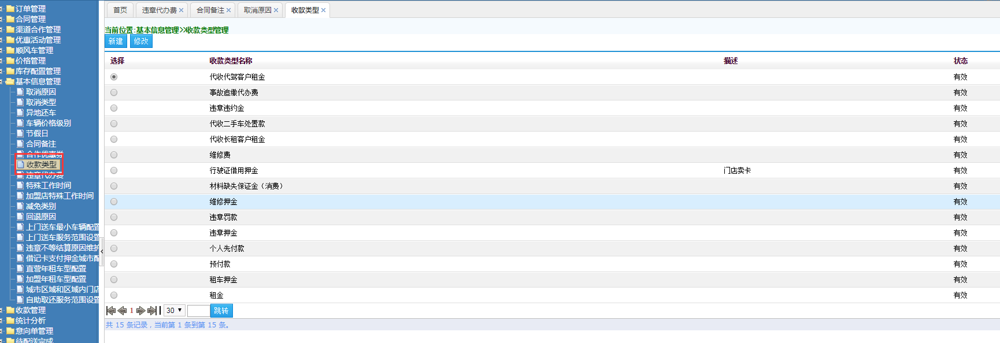 订单管理
合同管理
渠道合作管理
优惠活动管理
顺风车管理
价格管理
库存配置管理
基本信息管理
取消原因
取消类型
异地还车
车辆价格级别
节假日
合同备注
合作优惠券
收款类型
违章代办费
特殊工作时间
加盟店特殊工作时间
减免类别
回退原因
上门送车最小车辆配置
上门送车服务范围设置
违章不等结算原因维护
借记卡支付押金城市配
直营年租车型配置
加盟年租车型配置
城市区域和区域内门店
自助取还服务范围设置
收款管理
统计分析
意向单管理
待配送完成
首页 违章代办费 合同备注 取消原因 收款类型
当前位置:基本信息管理>>收款类型管理
新建 修改
选择 收款类型名称 描述 状态
代收代驾客户租金 有效
事故追缴代办费 有效
违章违约金 有效
代收二手车处置款 有效
代收长租客户租金 有效
维修费 有效
行驶证借用押金 门店卖卡 有效
材料缺失保证金（消费） 有效
维修押金 有效
违章罚款 有效
违章押金 有效
个人先付款 有效
预付款 有效
租车押金 有效
租金 有效
1 30 跳转
共 15 条记录，当前第 1 条到第 15 条。